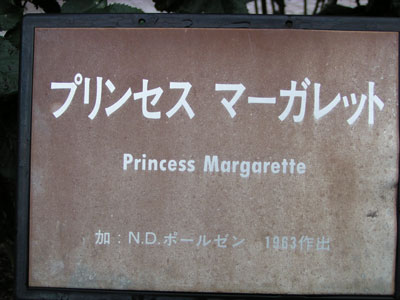 プリンセス マーガレット
Princess Margarette
加：N.D.ポールゼン 1963作出